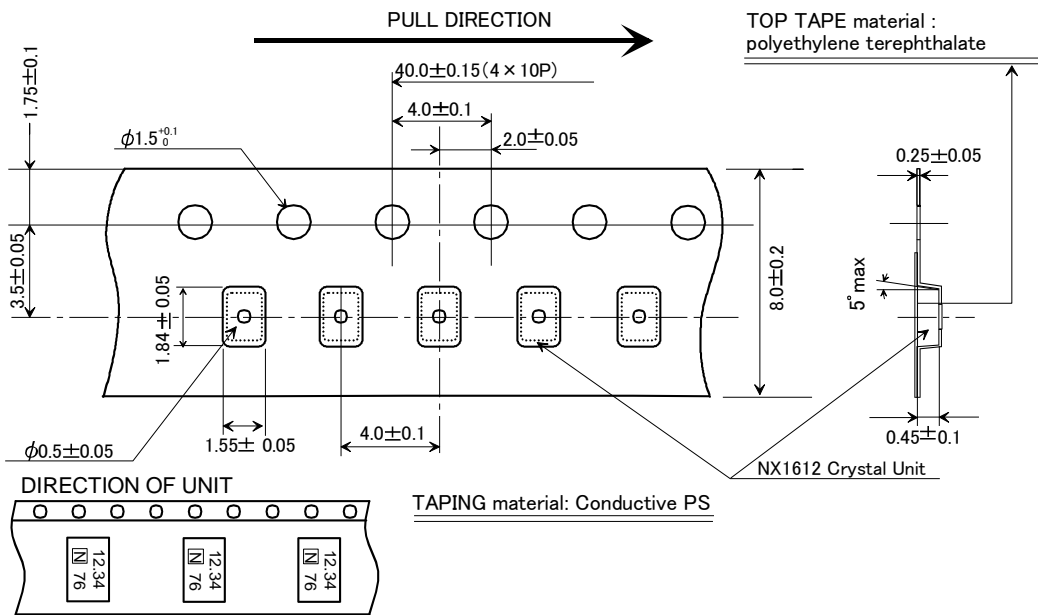 PULL DIRECTION
TOP TAPE material :
polyethylene terephthalate
1.75±0.1
40.0±0.15(4×10P)
4.0±0.1
2.0±0.05
ϕ1.5 +0.1 0
0.25±0.05
3.5±0.05
8.0±0.2
5°max
1.84±0.05
1.55± 0.05
4.0±0.1
0.45±0.1
ϕ0.5±0.05
NX1612 Crystal Unit
DIRECTION OF UNIT
TAPING material: Conductive PS
12.34
N 76
12.34
N 76
12.34
N 76